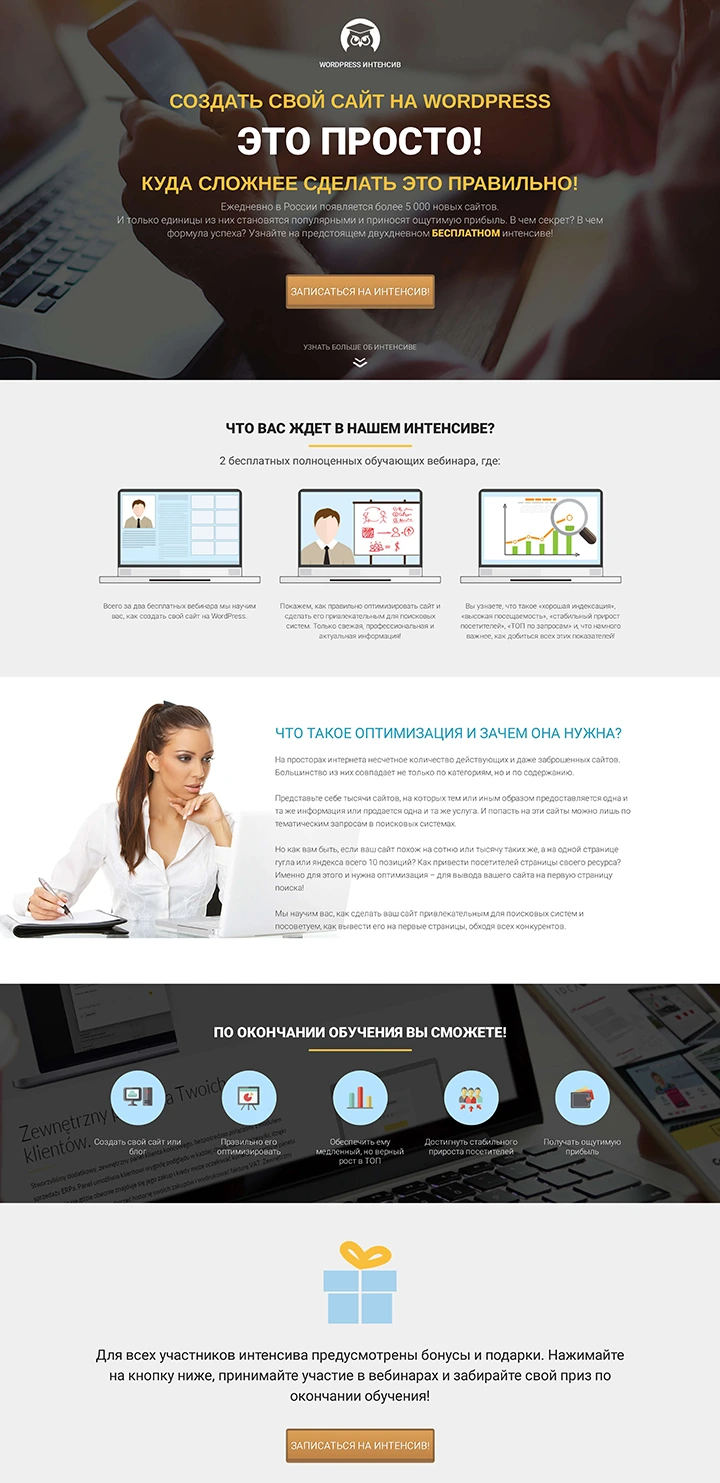 WORDPRESS ИНТЕНСИВ
СОЗДАТЬ СВОЙ САЙТ НА WORDPRESS
ЭТО ПРОСТО!
КУДА СЛОЖНЕЕ СДЕЛАТЬ ЭТО ПРАВИЛЬНО!
Ежедневно в России появляется более 5 000 новых сайтов.
И только единицы из них становятся популярными и приносят ощутимую прибыль. В чем секрет? В чем
формула успеха? Узнайте на предстоящем двухдневном БЕСПЛАТНОМ интенсиве!
ЗАПИСАТЬСЯ НА ИНТЕНСИВ!
УЗНАТЬ БОЛЬШЕ ОБ ИНТЕНСИВЕ
ЧТО ВАС ЖДЕТ В НАШЕМ ИНТЕНСИВЕ?
2 бесплатных полноценных обучающих вебинара, где:
Всего за два бесплатных вебинара мы научим
вас, как создать свой сайт на WordPress.
Покажем, как правильно оптимизировать сайт и
сделать его привлекательным для поисковых
систем. Только свежая, профессиональная и
актуальная информация!
Вы узнаете, что такое «хорошая индексация»,
«высокая посещаемость», «стабильный прирост
посетителей», «ТОП по запросам» и, что намного
важнее, как добиться всех этих показателей!
ЧТО ТАКОЕ ОПТИМИЗАЦИЯ И ЗАЧЕМ ОНА НУЖНА?
На просторах интернета несчетное количество действующих и даже заброшенных сайтов.
Большинство из них совпадает не только по категориям, но и по содержанию.
Представьте себе тысячи сайтов, на которых тем или иным образом предоставляется одна и
та же информация или продается одна и та же услуга. И попасть на эти сайты можно лишь по
тематическим запросам в поисковых системах.
Но как вам быть, если ваш сайт похож на сотню или тысячу таких же, а на одной странице
гугла или яндекса всего 10 позиций? Как привести посетителей страницы своего ресурса?
Именно для этого и нужна оптимизация – для вывода вашего сайта на первую страницу
поиска!
Мы научим вас, как сделать ваш сайт привлекательным для поисковых систем и
посоветуем, как вывести его на первые страницы, обходя всех конкурентов.
ПО ОКОНЧАНИИ ОБУЧЕНИЯ ВЫ СМОЖЕТЕ!
Zewnętrzny
a Twoich
klientów.
Создать свой сайт или
блог
Правильно его
оптимизировать
Обеспечить ему
медленный, но верный
рост в ТОП
Достигнуть стабильного
прироста посетителей
Получать ощутимую
прибыль
Для всех участников интенсива предусмотрены бонусы и подарки. Нажимайте
на кнопку ниже, принимайте участие в вебинарах и забирайте свой приз по
окончании обучения!
ЗАПИСАТЬСЯ НА ИНТЕНСИВ!